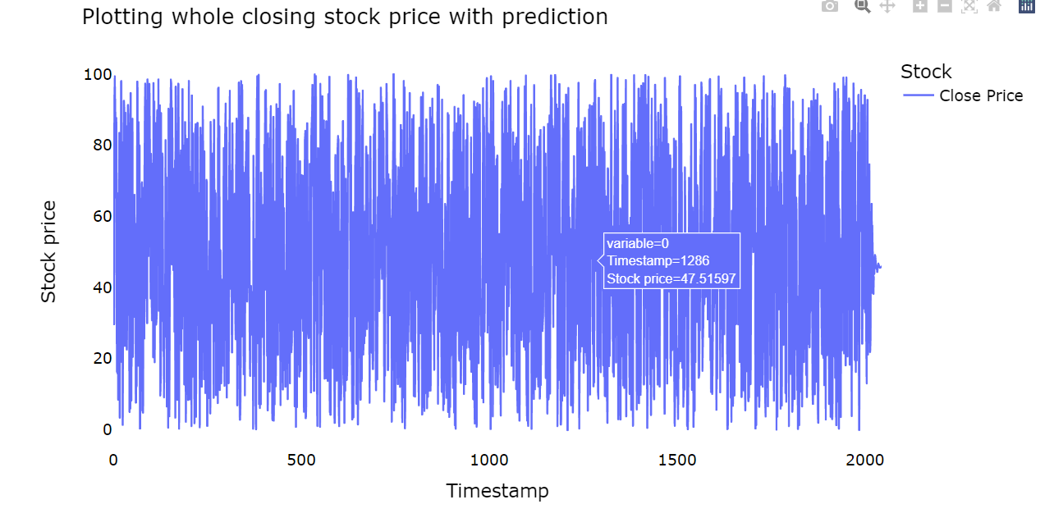 Plotting whole closing stock price with prediction
Stock
Close Price
100
80
60
40
20
0
Stock price
variable=0
Timestamp=1286
Stock price=47.51597
0
500
1000
1500
2000
Timestamp